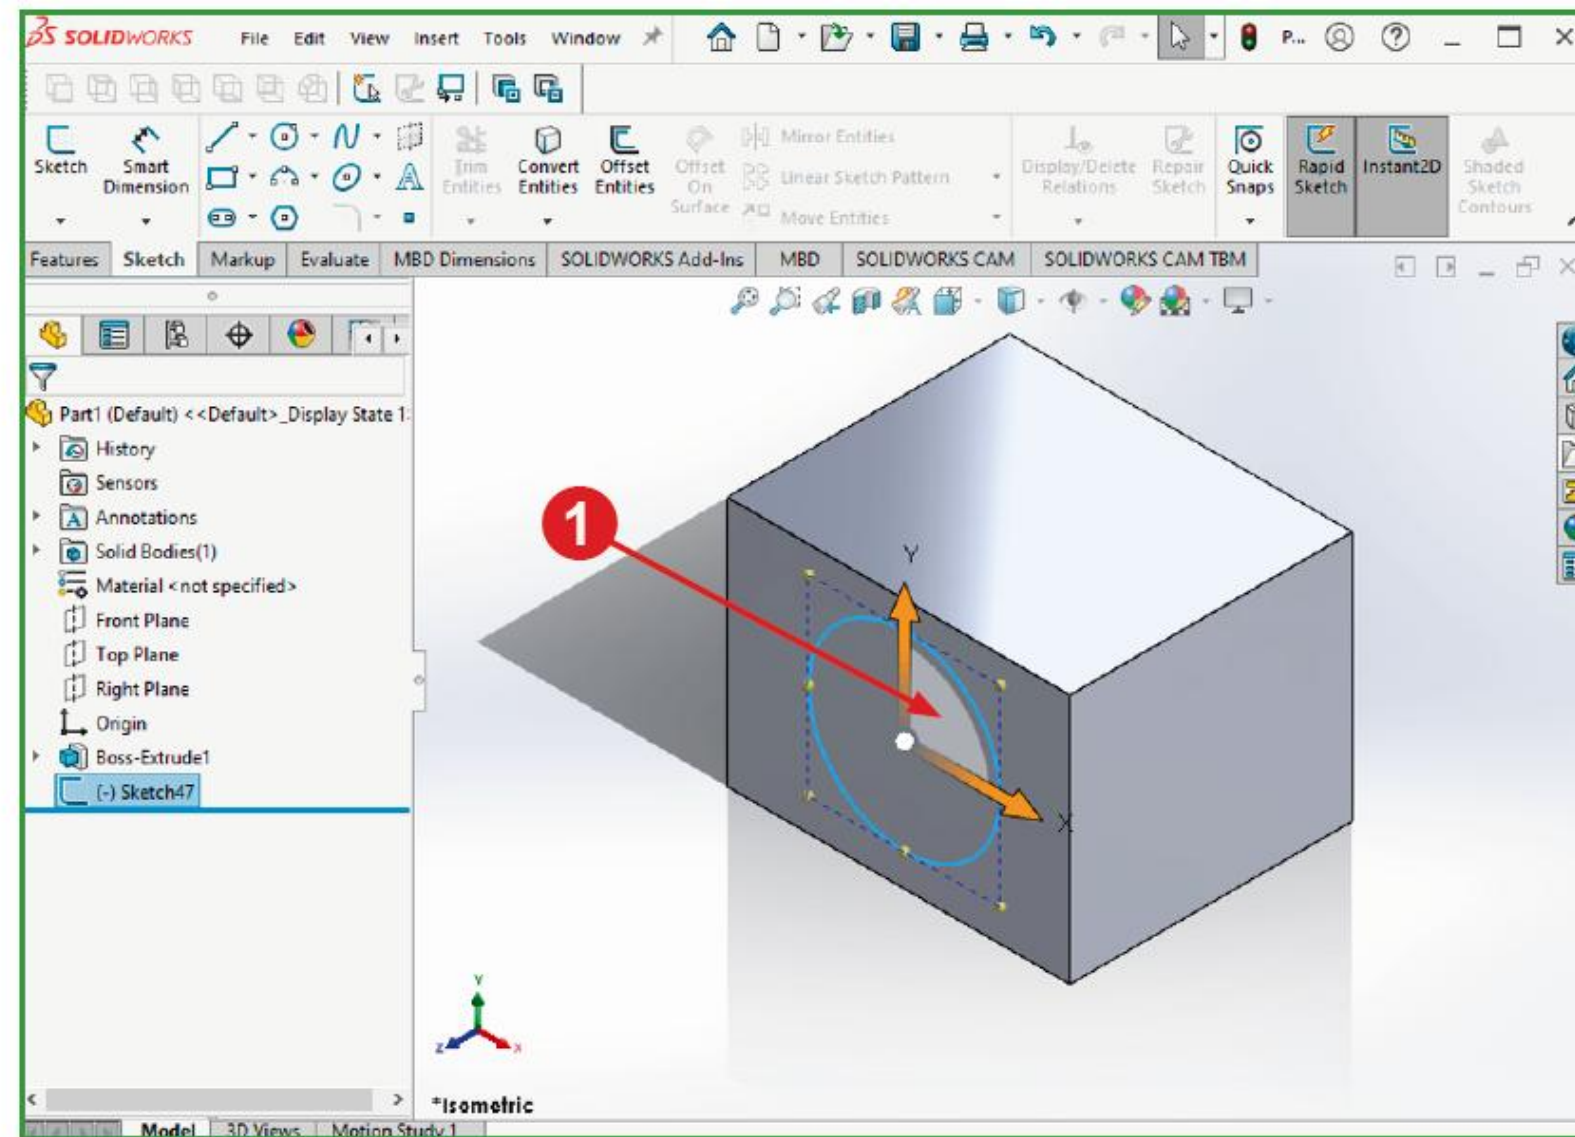 SOLIDWORKS File Edit View Insert Tools Window P...
Sketch Smart Dimension Trim Entities Convert Entities Offset Entities Offset On Surface Mirror Entities Linear Sketch Pattern Move Entities Display/Delete Relations Repair Sketch Quick Snaps Rapid Sketch Instant2D Shaded Sketch Contours
Features Sketch Markup Evaluate MBD Dimensions SOLIDWORKS Add-Ins MBD SOLIDWORKS CAM SOLIDWORKS CAM TBM
Part1 (Default) <<Default>_Display State 1
History
Sensors
Annotations
Solid Bodies(1)
Material <not specified>
Front Plane
Top Plane
Right Plane
Origin
Boss-Extrude1
(-) Sketch47
1
Y
X
Y
Z X
*Isometric
Model 3D Views Motion Study 1